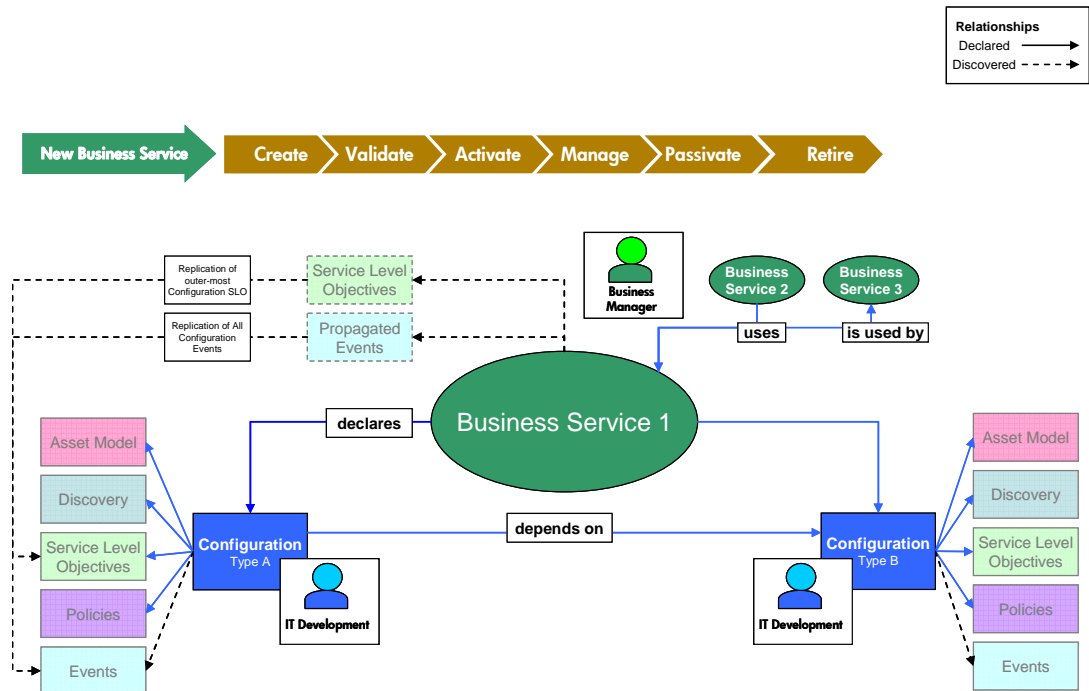 Relationships
Declared
Discovered
New Business Service
Create
Validate
Activate
Manage
Passivate
Retire
Replication of
outer-most
Configuration SLO
Service Level
Objectives
Business
Manager
Business
Service 2
Business
Service 3
Replication of All
Configuration
Events
Propagated
Events
uses
is used by
declares
Business Service 1
Asset Model
Discovery
Service Level
Objectives
Policies
Events
Configuration
Type A
IT Development
depends on
Configuration
Type B
IT Development
Asset Model
Discovery
Service Level
Objectives
Policies
Events